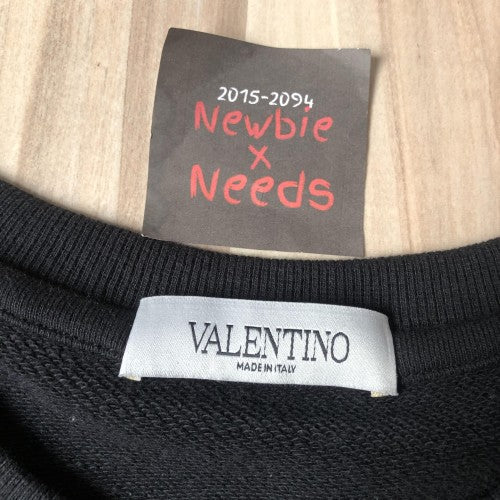 2015-2094
Newbie
x
Needs
VALENTINO
MADE IN ITALY